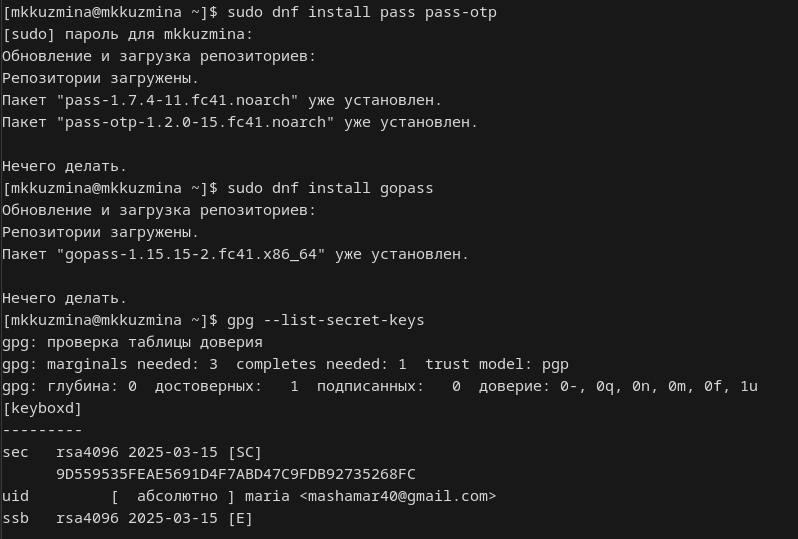 [mkkuzmina@mkkuzmina ~]$ sudo dnf install pass pass-otp
[sudo] пароль для mkkuzmina:
Обновление и загрузка репозиториев:
Репозитории загружены.
Пакет "pass-1.7.4-11.fc41.noarch" уже установлен.
Пакет "pass-otp-1.2.0-15.fc41.noarch" уже установлен.
Нечего делать.
[mkkuzmina@mkkuzmina ~]$ sudo dnf install gopass
Обновление и загрузка репозиториев:
Репозитории загружены.
Пакет "gopass-1.15.15-2.fc41.x86_64" уже установлен.
Нечего делать.
[mkkuzmina@mkkuzmina ~]$ gpg --list-secret-keys
gpg: проверка таблицы доверия
gpg: marginals needed: 3  completes needed: 1  trust model: pgp
gpg: глубина: 0  достоверных:   1  подписанных:   0  доверие: 0-, 0q, 0n, 0m, 0f, 1u
[keyboxd]
---------
sec   rsa4096 2025-03-15 [SC]
      9D559535FEAE5691D4F7ABD47C9FDB92735268FC
uid         [  абсолютно ] maria <mashamar40@gmail.com>
ssb   rsa4096 2025-03-15 [E]